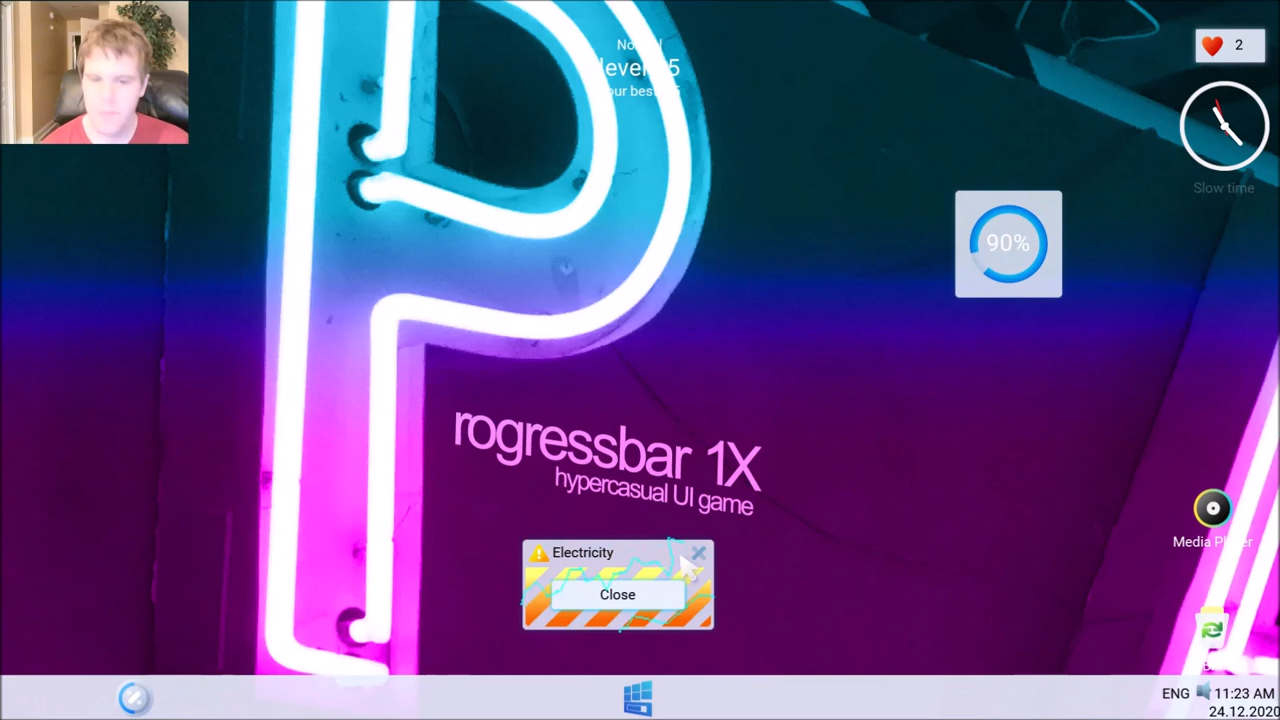 2
Slow time
90%
rogressbar 1X
hypercasual UI game
Electricity
Close
Media
ENG 11:23 AM
24.12.2020